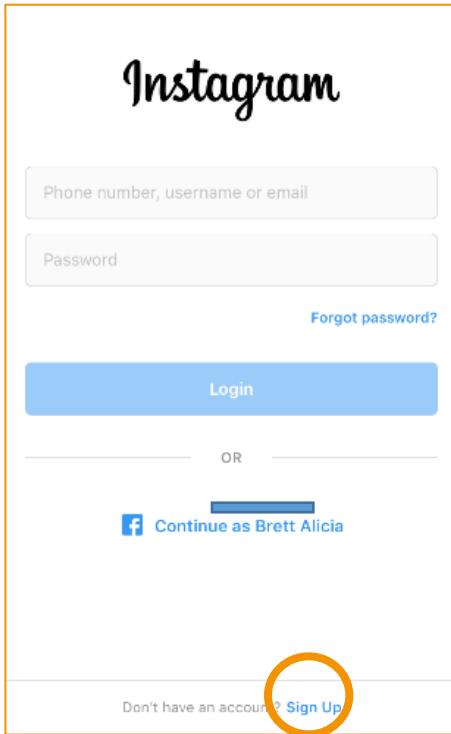 Instagram
Phone number, username or email
Password
Forgot password?
Login
OR
Continue as Brett Alicia
Don't have an account? Sign Up